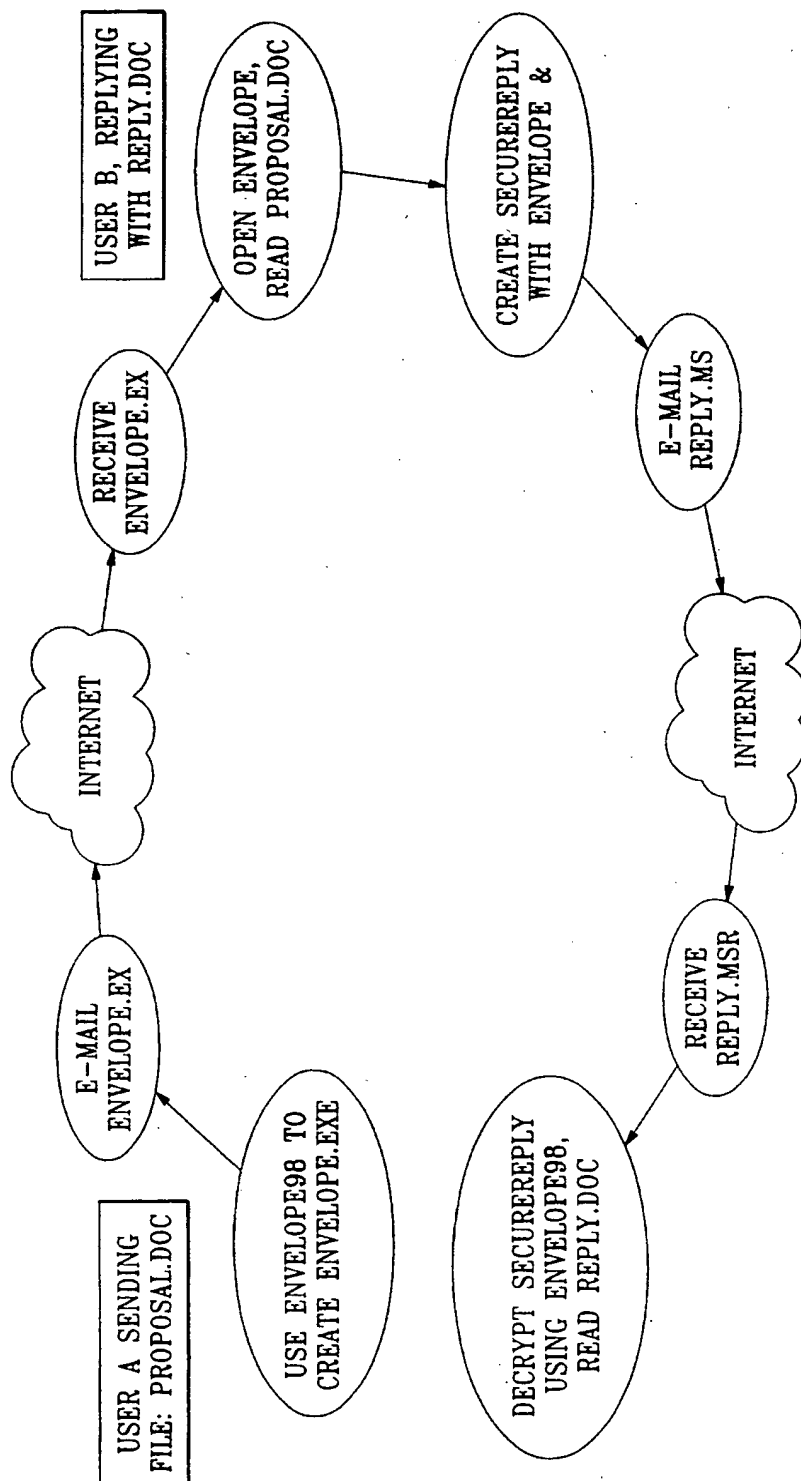 USER A SENDING
FILE: PROPOSAL.DOC
USE ENVELOPE98 TO
CREATE ENVELOPE.EXE
E-MAIL
ENVELOPE.EX
INTERNET
RECEIVE
ENVELOPE.EX
USER B, REPLYING
WITH REPLY.DOC
OPEN ENVELOPE,
READ PROPOSAL.DOC
CREATE SECUREREPLY
WITH ENVELOPE &
E-MAIL
REPLY.MS
INTERNET
RECEIVE
REPLY.MSR
DECRYPT SECUREREPLY
USING ENVELOPE98,
READ REPLY.DOC